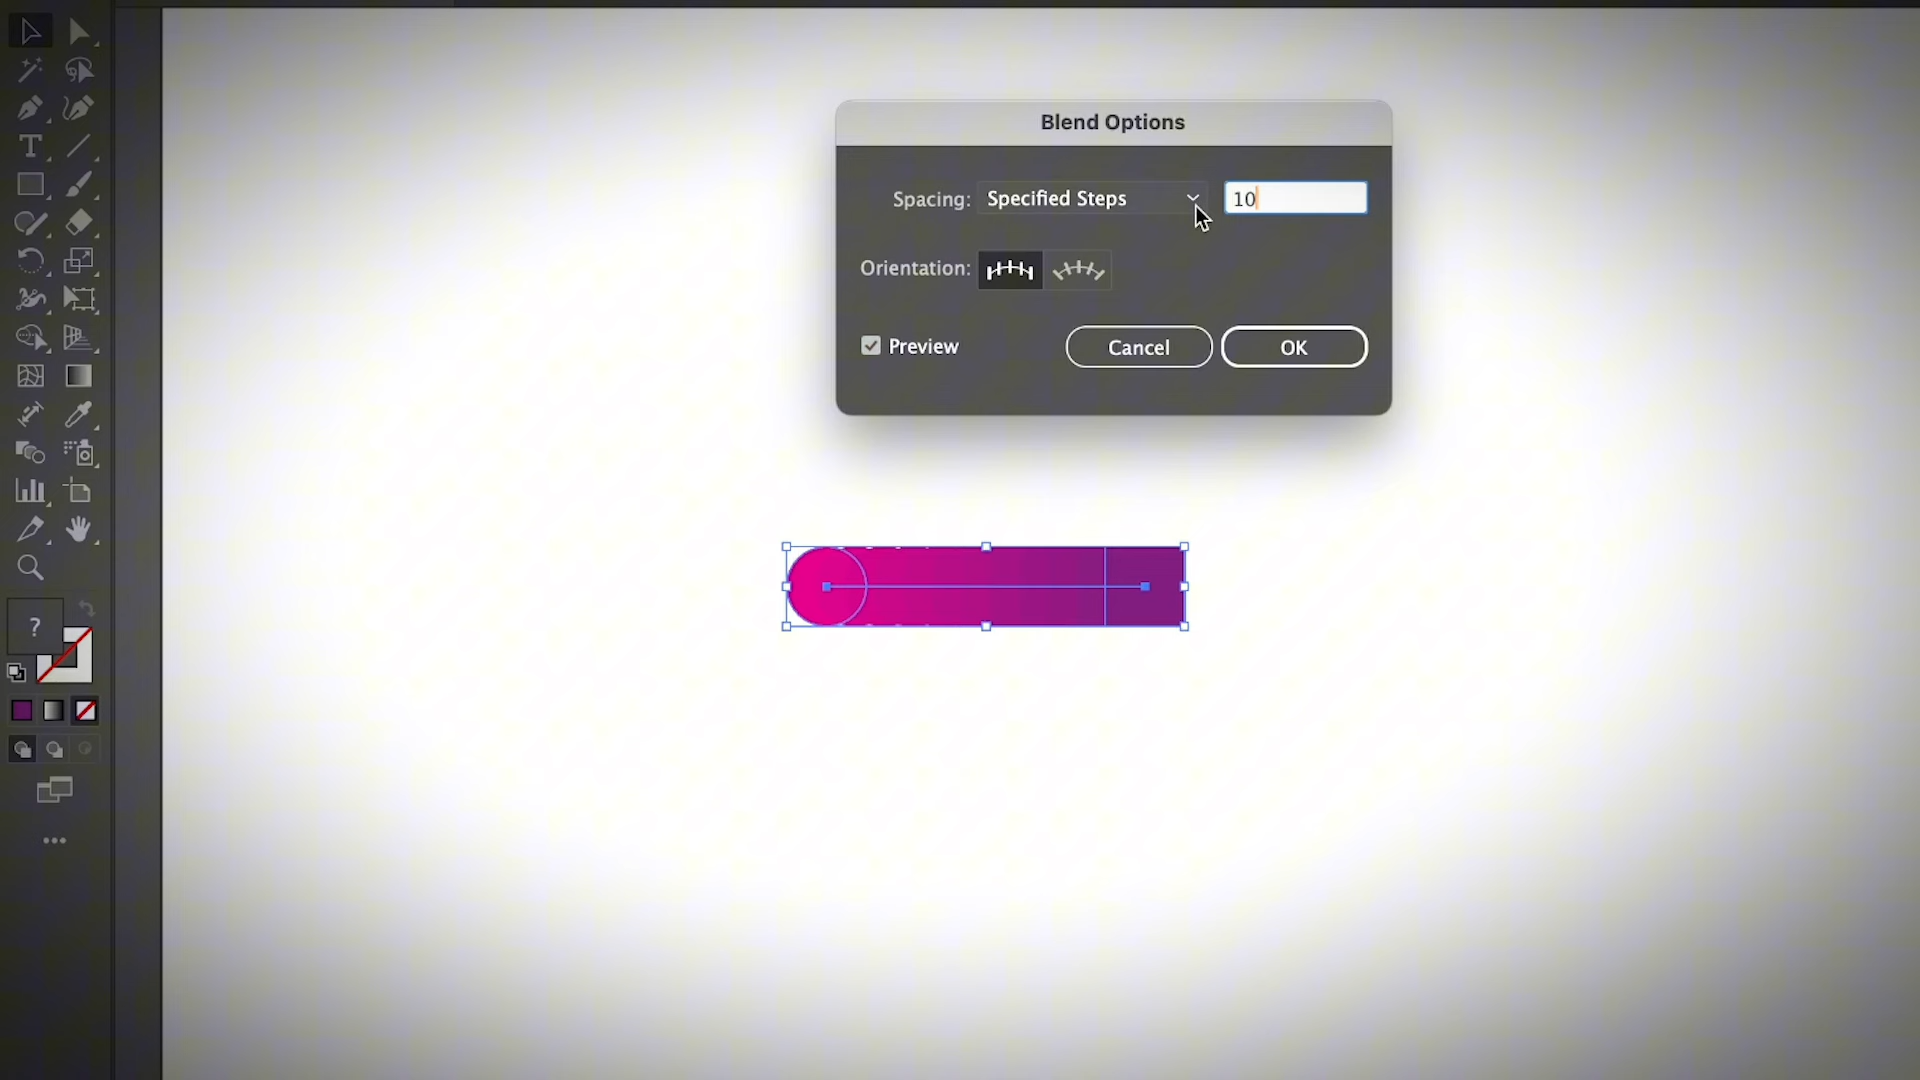 Blend Options
Spacing: Specified Steps 10
Orientation:
Preview Cancel OK
T
?